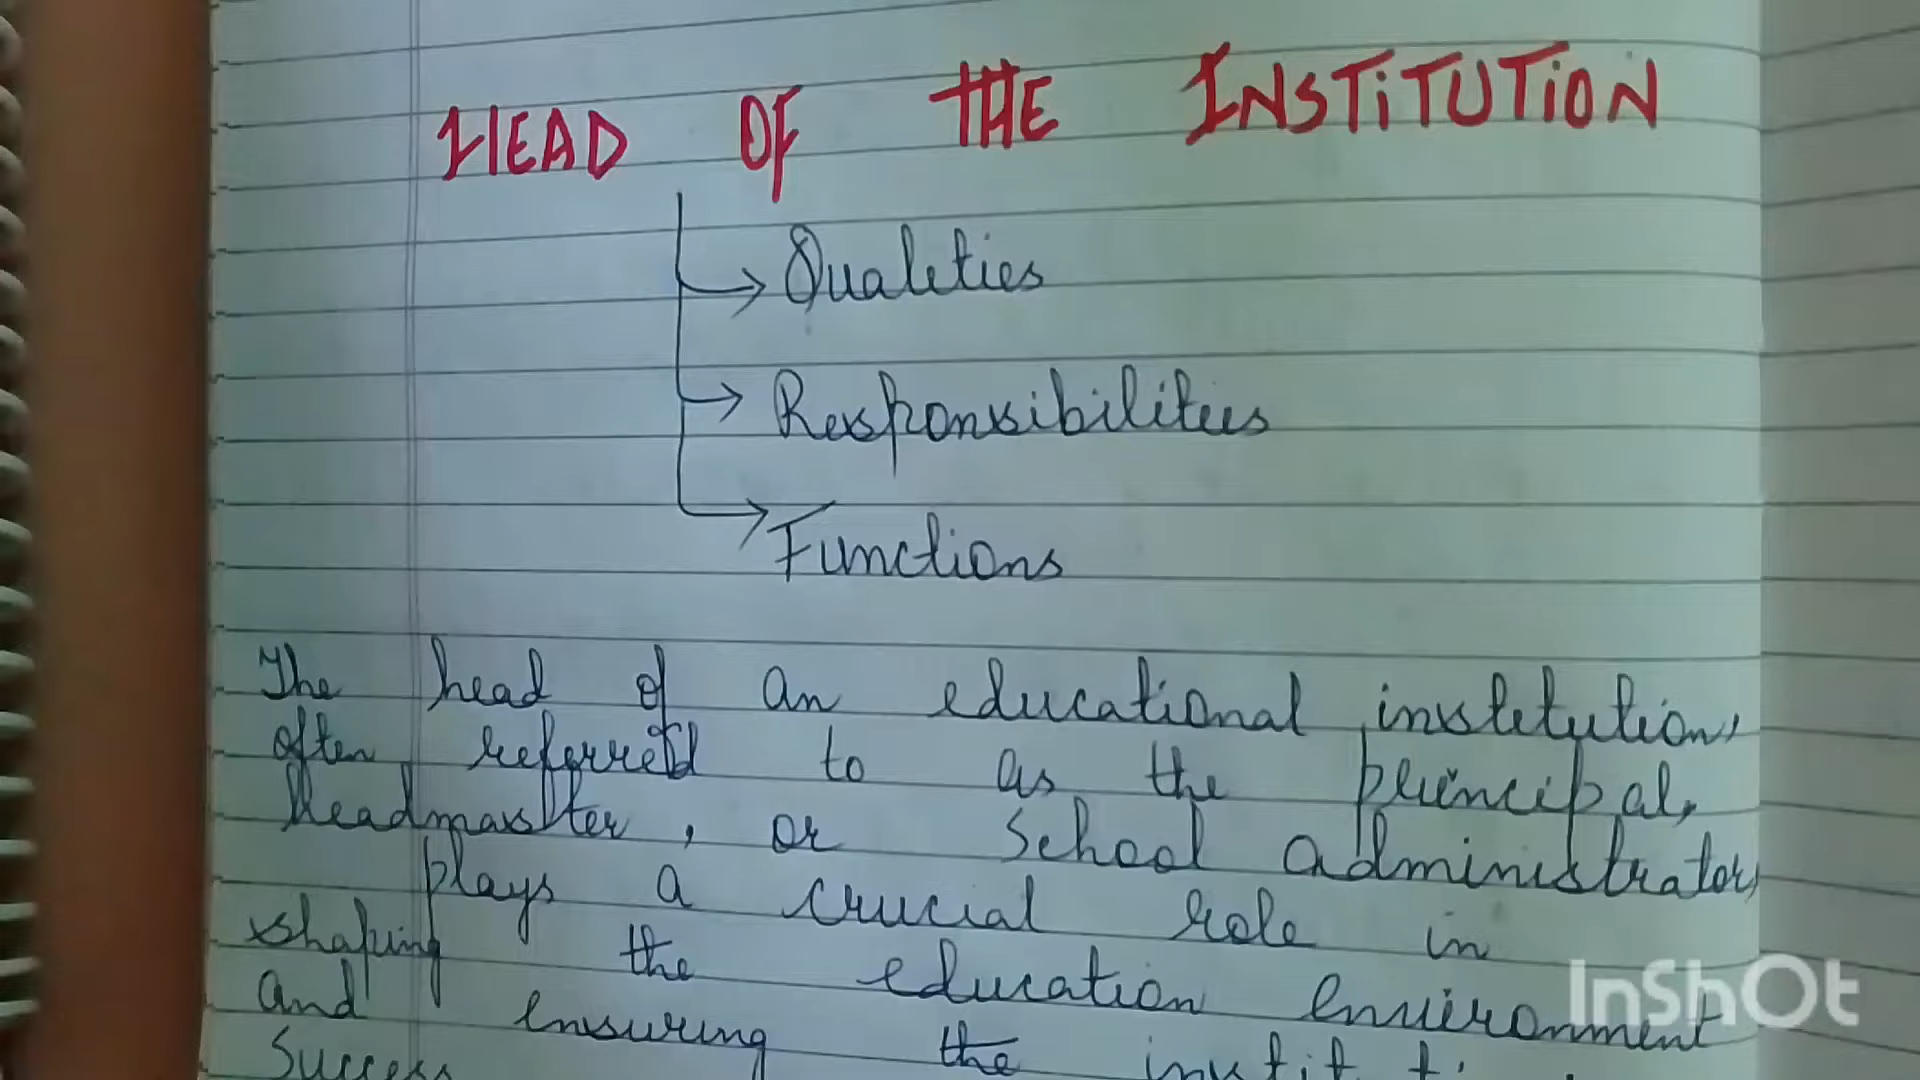 HEAD OF THE INSTITUTION
Qualities
Responsibilities
Functions
The head of an educational institution,
often referred to as the principal,
headmaster, or School administrator,
plays a crucial role in
shaping the education environment
and ensuring the
Success
InShOt